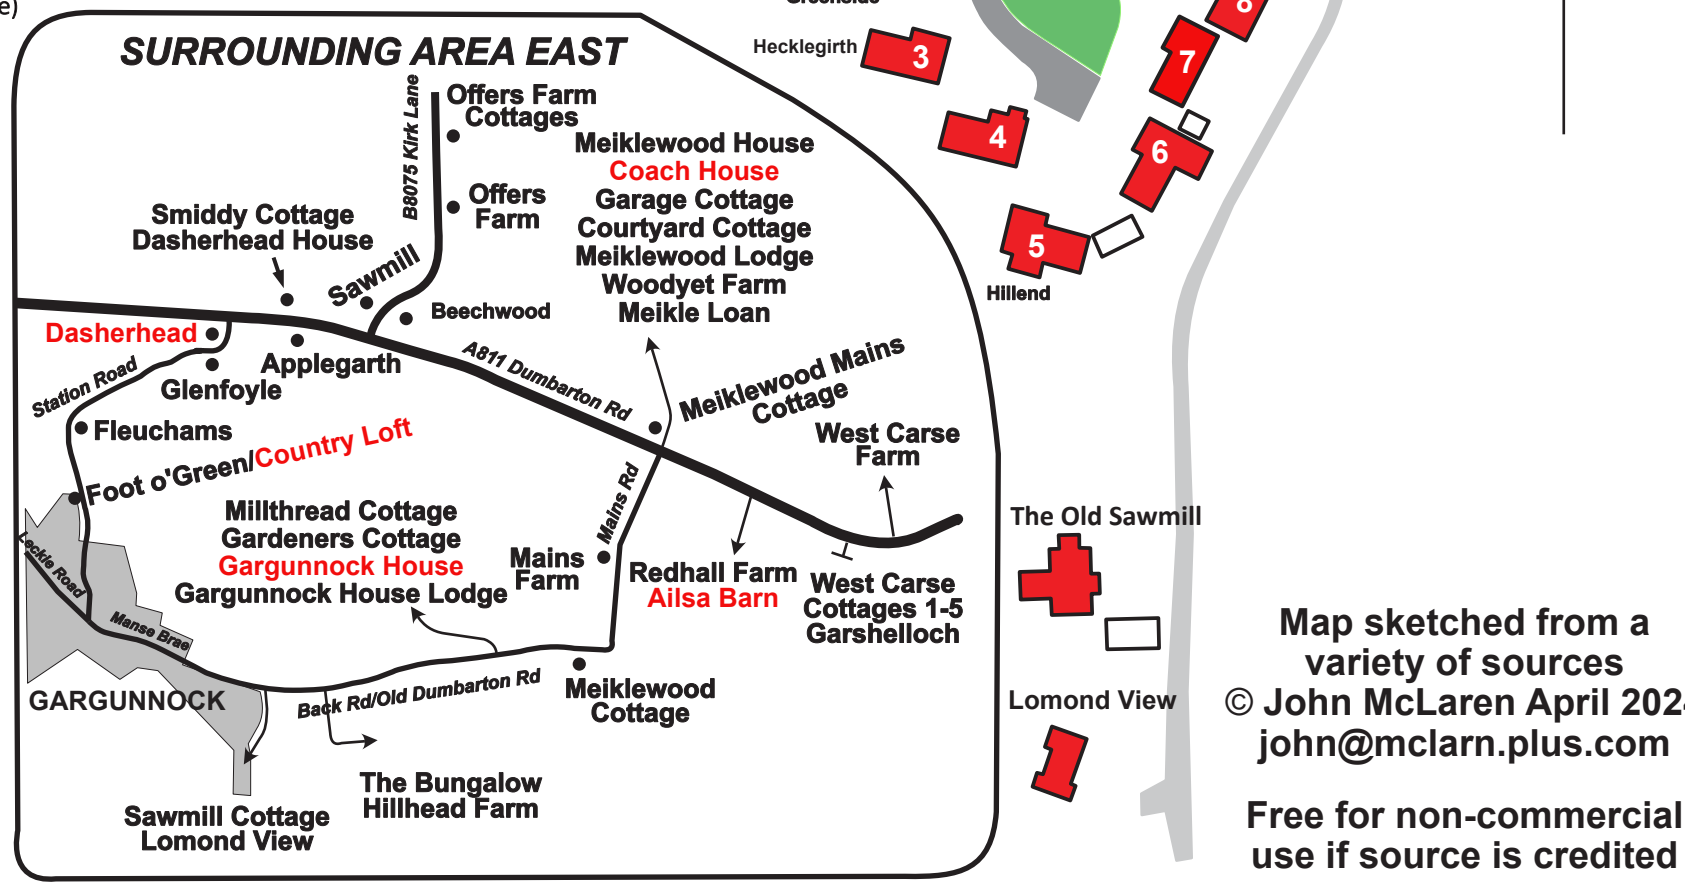 e)
SURROUNDING AREA EAST
B8075 Kirk Lane
Offers Farm
Cottages
Offers
Farm
Meiklewood House
Coach House
Garage Cottage
Courtyard Cottage
Meiklewood Lodge
Woodyet Farm
Meikle Loan
Smiddy Cottage
Dasherhead House
Sawmill
Beechwood
Dasherhead
Applegarth
Glenfoyle
Station Road
A811 Dumbarton Rd
Meiklewood Mains
Cottage
Fleuchams
Foot o'Green/Country Loft
West Carse
Farm
Millthread Cottage
Gardeners Cottage
Gargunnock House
Gargunnock House Lodge
Mains Rd
Mains
Farm
Redhall Farm
Ailsa Barn
West Carse
Cottages 1-5
Garshelloch
Leckie Road
Manse Brae
GARGUNNOCK
Back Rd/Old Dumbarton Rd
Meiklewood
Cottage
The Bungalow
Hillhead Farm
Sawmill Cottage
Lomond View
Greenside
Hecklegirth
3
4
5
6
7
8
Hillend
The Old Sawmill
Lomond View
Map sketched from a
variety of sources
© John McLaren April 202
john@mclarn.plus.com
Free for non-commercial
use if source is credited